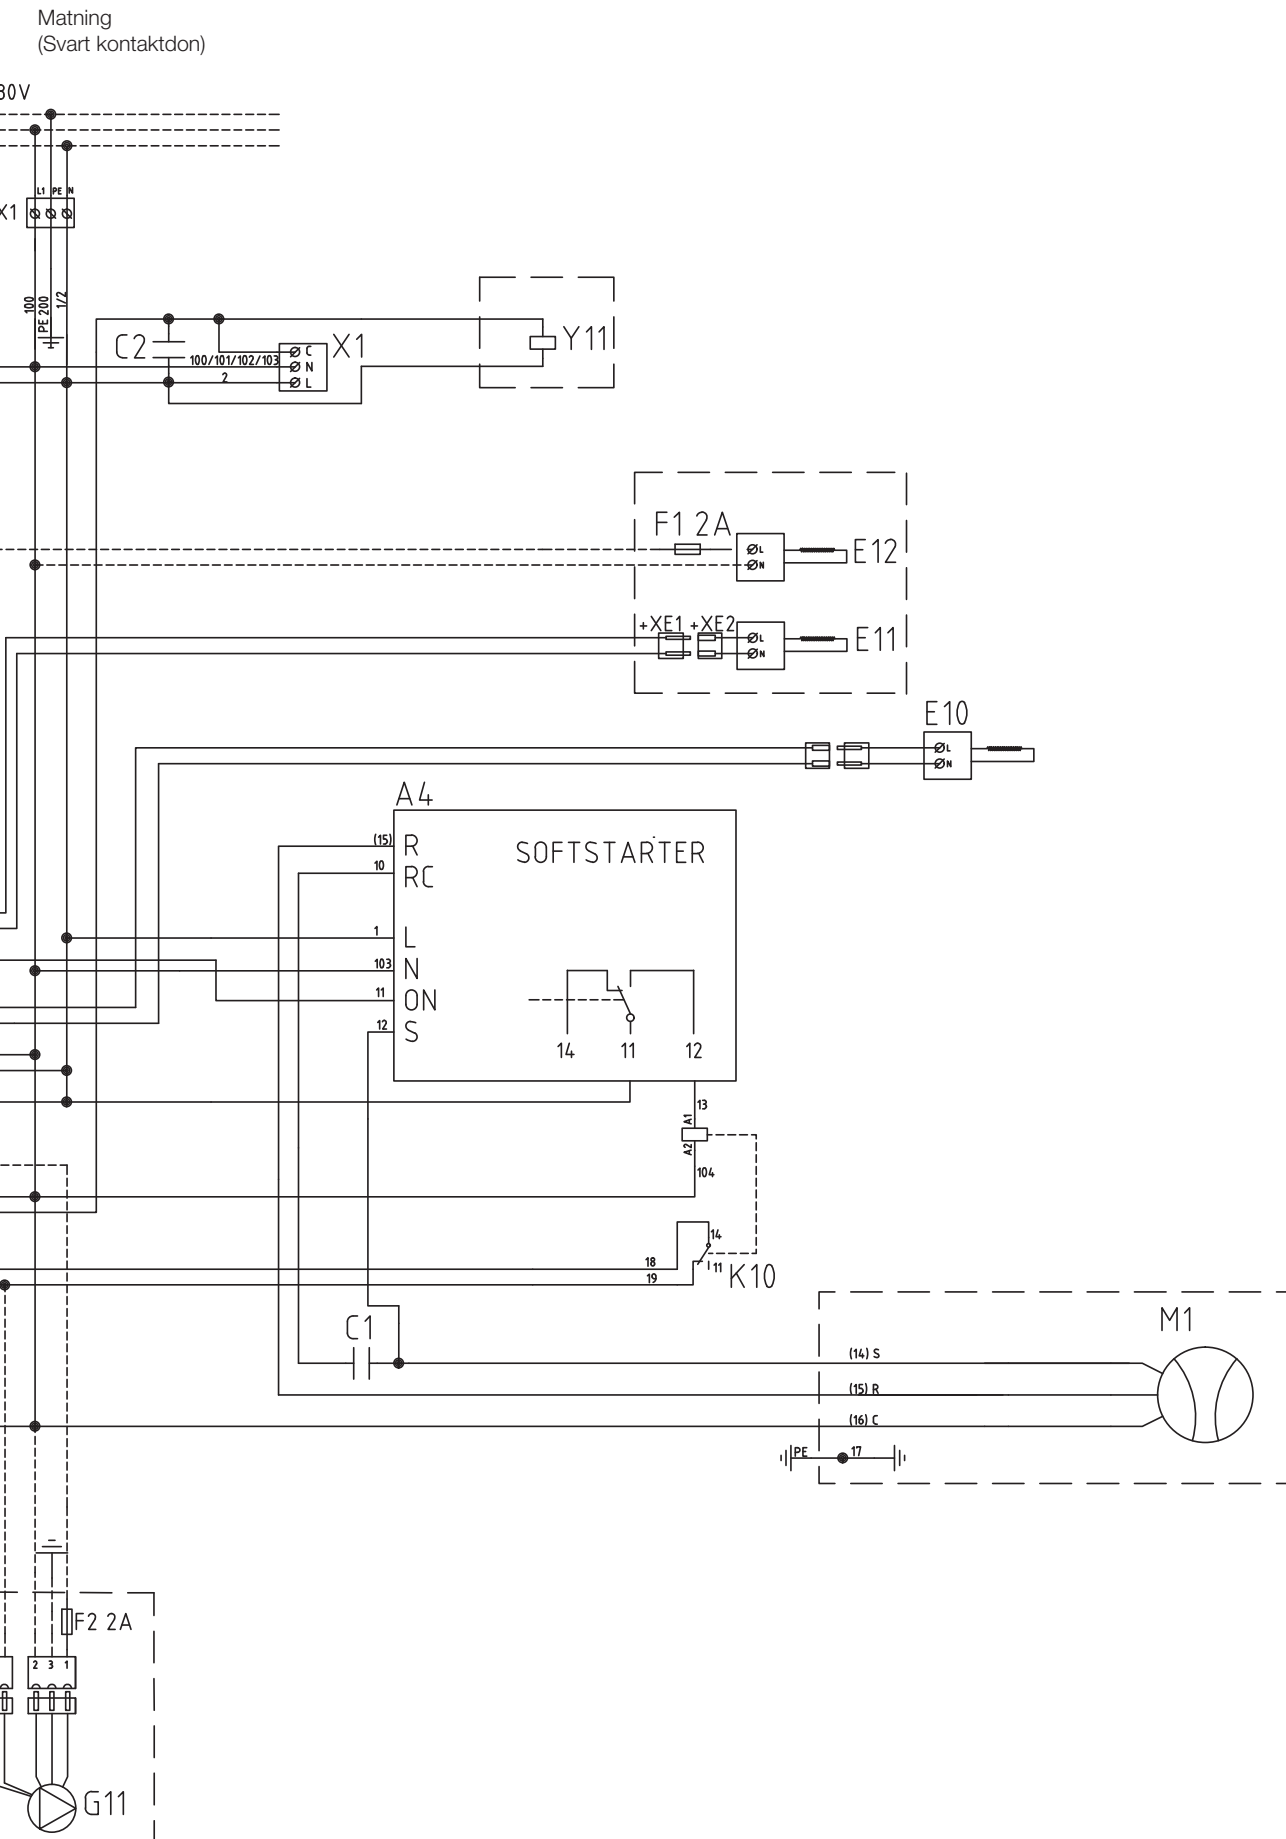 Matning
(Svart kontaktdon)
30V
L1 PE N
X1
100
PE 200
1/2
C2
100/101/102/103
2
C
N
L
X1
Y11
F1 2A
L
N
E12
+XE1 +XE2
L
N
E11
E10
L
N
A4
SOFTSTARTER
(15) R
10 RC
1 L
103 N
11 ON
12 S
14 11 12
13
A1
A2
104
14
18
11
19
K10
C1
M1
(14) S
(15) R
(16) C
PE 17
F2 2A
2 3 1
G11